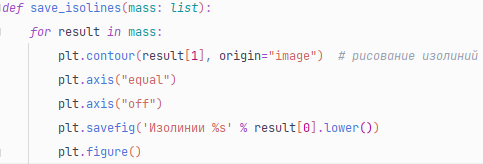 def save_isolines(mass: list):
    for result in mass:
        plt.contour(result[1], origin="image")  # рисование изолиний
        plt.axis("equal")
        plt.axis("off")
        plt.savefig('Изолинии %s' % result[0].lower())
        plt.figure()